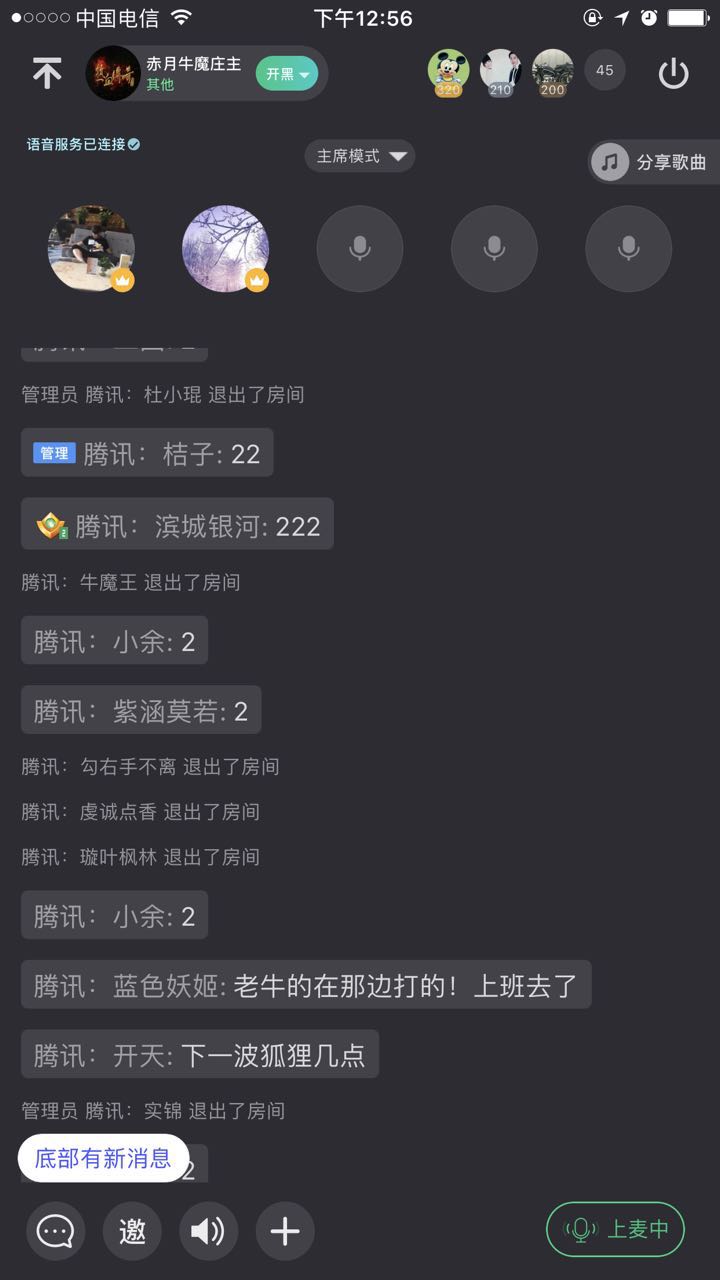 中国电信 下午12:56
赤月牛魔庄主
其他
开黑
320 210 200 45
语音服务已连接
主席模式
分享歌曲
管理员 腾讯：杜小琨 退出了房间
管理 腾讯：桔子: 22
2 腾讯：滨城银河: 222
腾讯：牛魔王 退出了房间
腾讯：小余: 2
腾讯：紫涵莫若: 2
腾讯：勾右手不离 退出了房间
腾讯：虔诚点香 退出了房间
腾讯：璇叶枫林 退出了房间
腾讯：小余: 2
腾讯：蓝色妖姬: 老牛的在那边打的！上班去了
腾讯：开天: 下一波狐狸几点
管理员 腾讯：实锦 退出了房间
底部有新消息
2
邀
上麦中